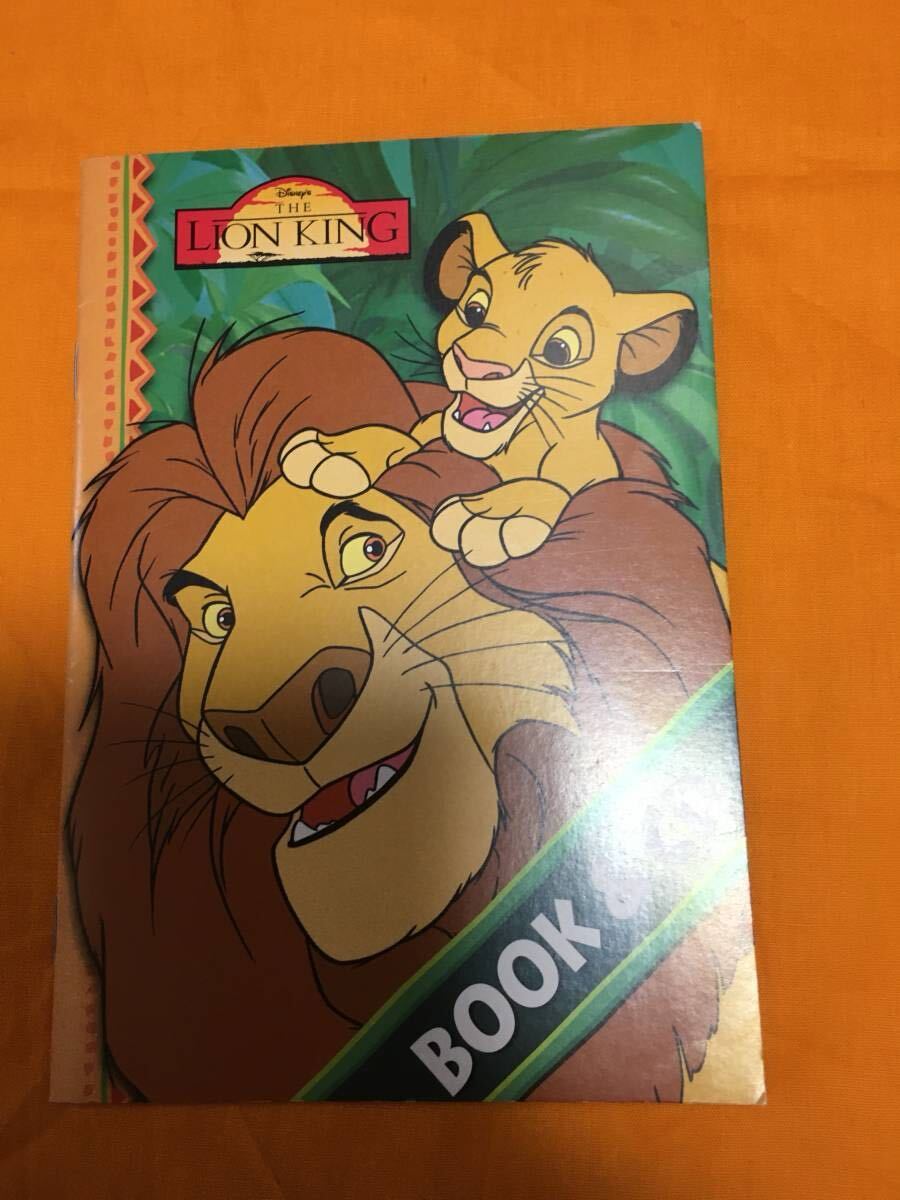 Disney's
THE
LION KING
BOOK &